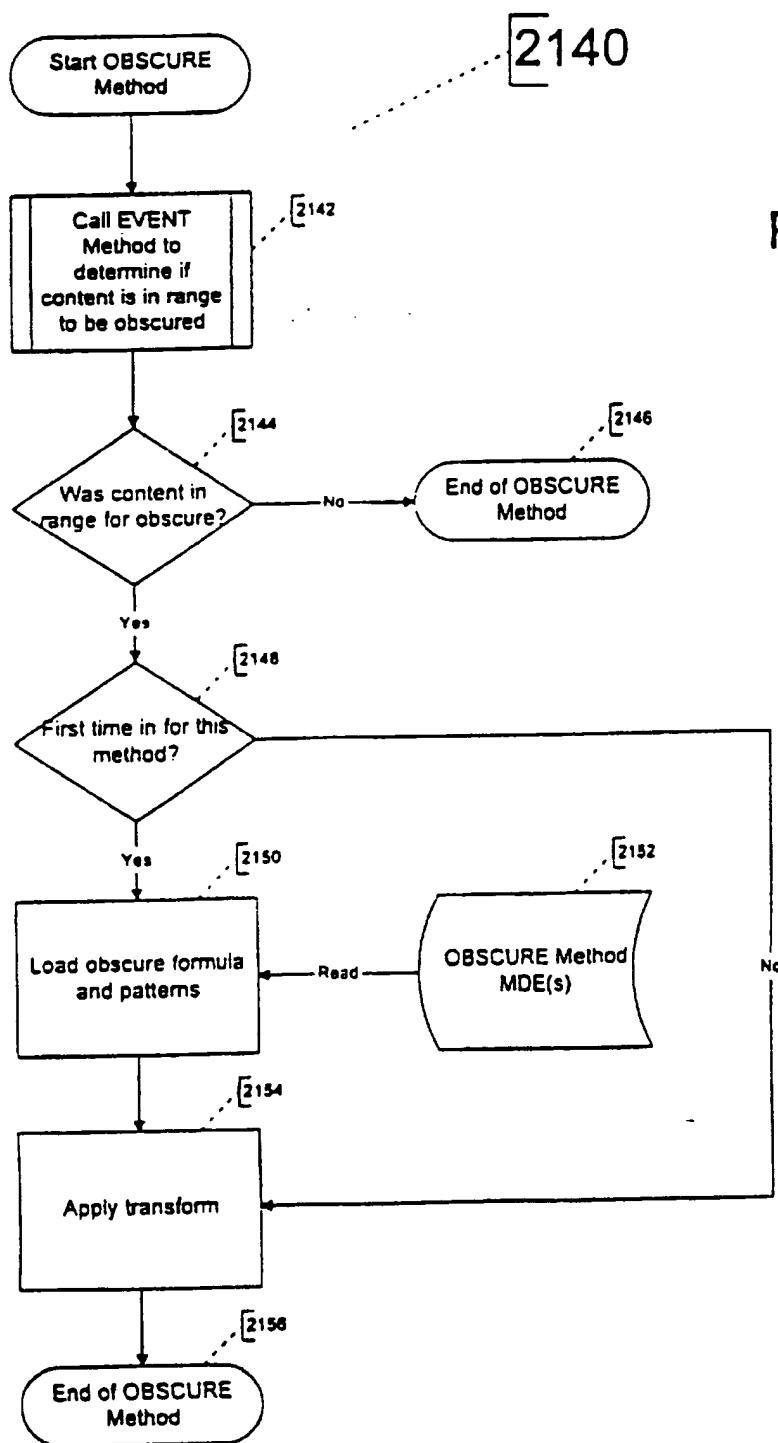 2140
Start OBSCURE
Method
2142
Call EVENT
Method to
determine if
content is in range
to be obscured
2144
Was content in
range for obscure?
No
2146
End of OBSCURE
Method
Yes
2148
First time in for this
method?
Yes
2150
Load obscure formula
and patterns
Read
2152
OBSCURE Method
MDE(s)
No
2154
Apply transform
2156
End of OBSCURE
Method